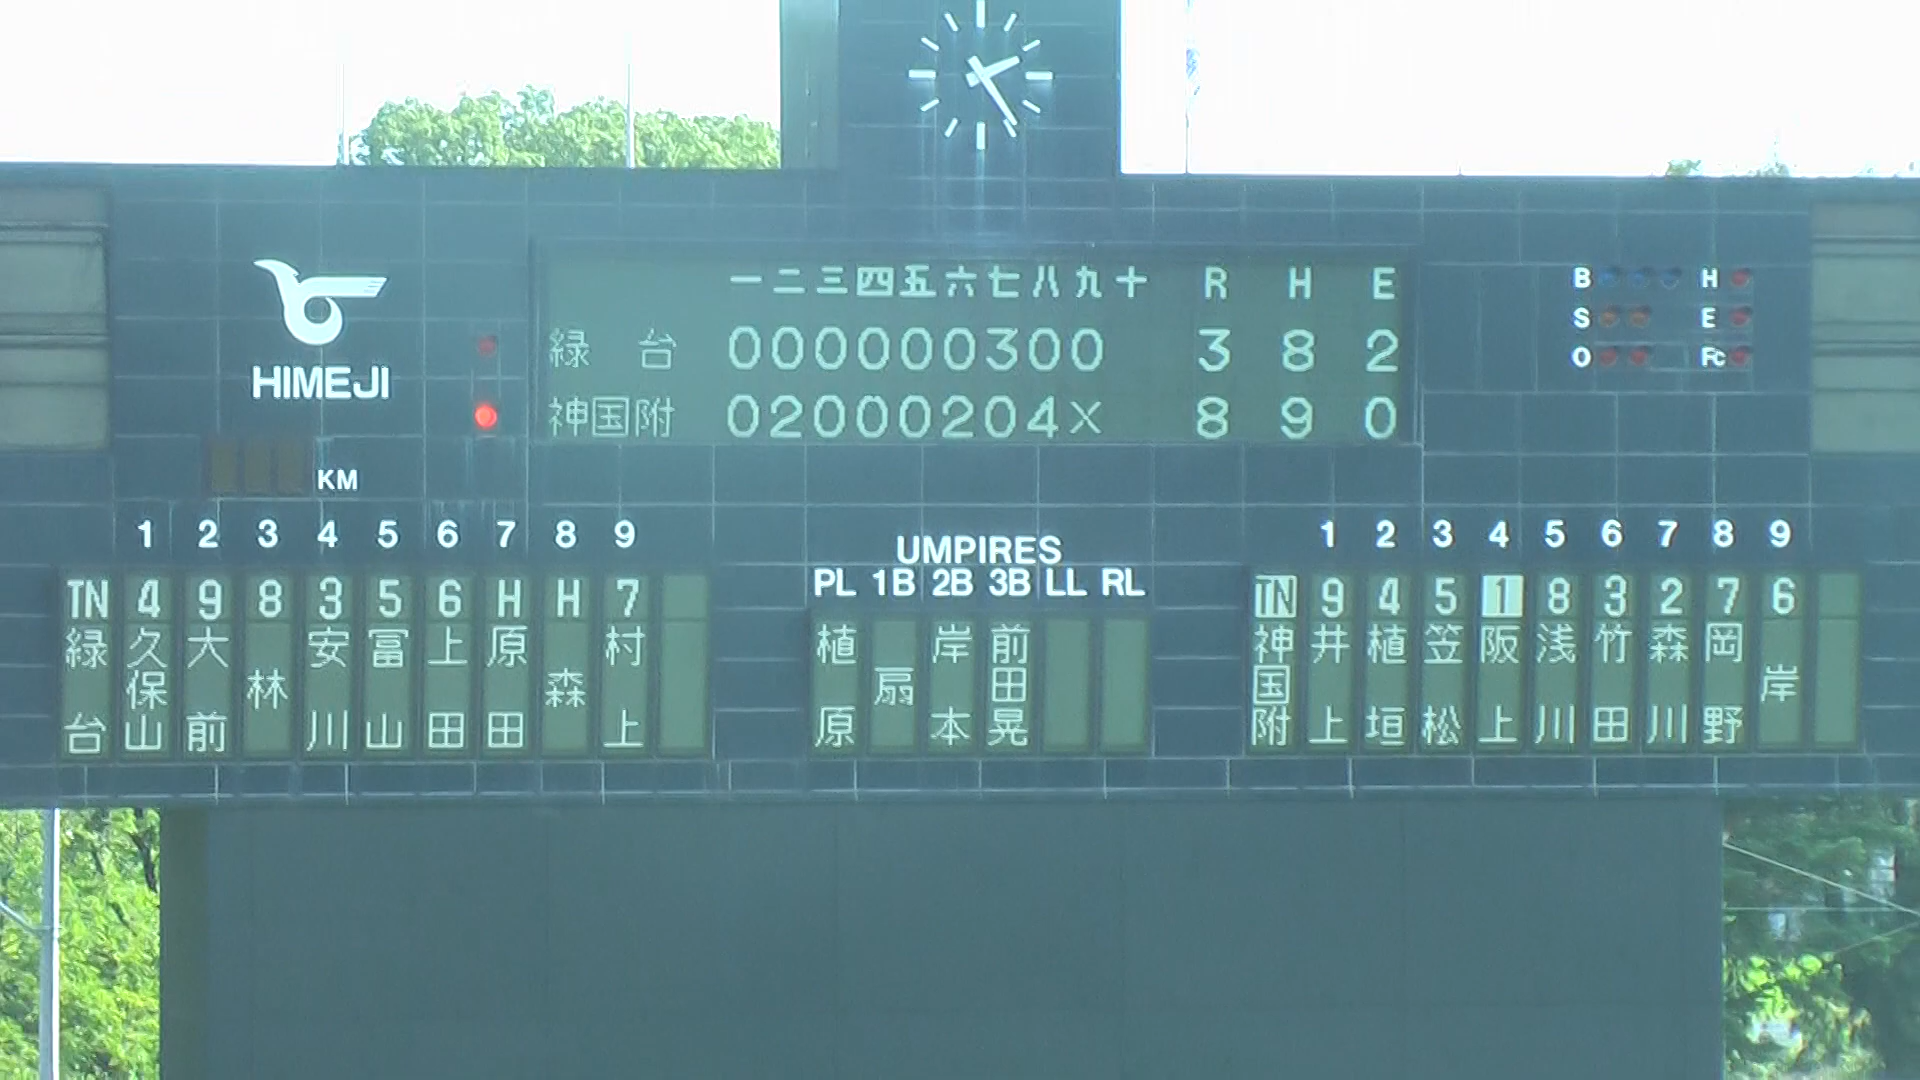 一二三四五六七八九十 R H E
緑台 000000300 3 8 2
神国附 02000204X 8 9 0
HIMEJI
KM
B H
S E
O Fc
1 2 3 4 5 6 7 8 9
TN 4 9 8 3 5 6 H H 7
緑台 久保山 大前 林 安川 冨山 上田 原田 森 村上
UMPIRES
PL 1B 2B 3B LL RL
植原 扇 岸本 前田晃
1 2 3 4 5 6 7 8 9
TN 9 4 5 1 8 3 2 7 6
神国附 井上 植垣 笠松 阪上 浅川 竹田 森川 岡野 岸